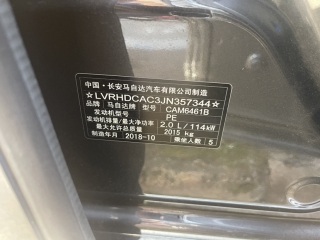 中国·长安马自达汽车有限公司制造
☆LVRHDCAC3JN357344☆
品牌 马自达牌 型号 CAM6461B
发动机型号 PE
发动机排量/最大净功率 2.0 L / 114 kW
最大允许总质量 2015 kg
制造年月 2018-10 乘坐人数 5